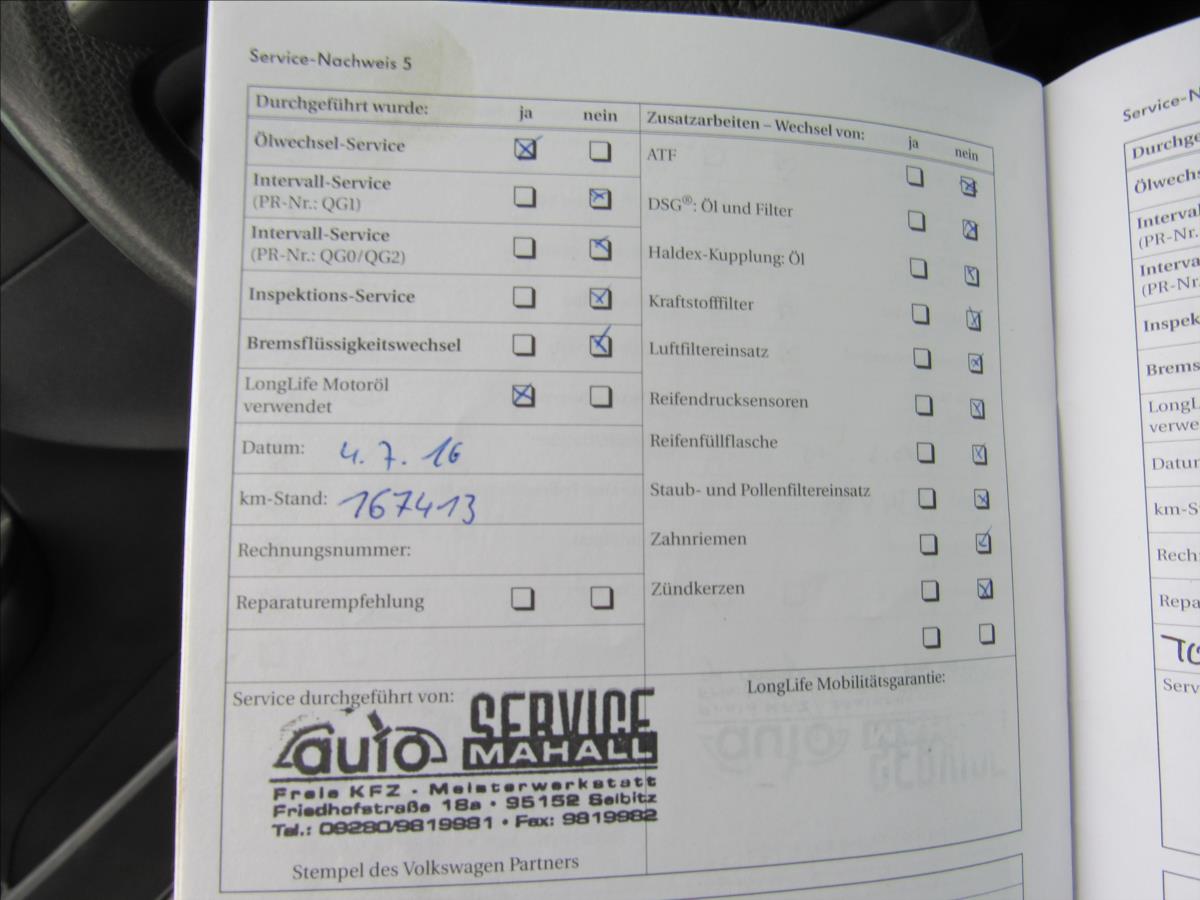 Service-Nachweis 5
Durchgeführt wurde: ja nein
Ölwechsel-Service
Intervall-Service
(PR-Nr.: QG1)
Intervall-Service
(PR-Nr.: QG0/QG2)
Inspektions-Service
Bremsflüssigkeitswechsel
LongLife Motoröl
verwendet
Datum: 4.7.16
km-Stand: 167413
Rechnungsnummer:
Reparaturempfehlung
Zusatzarbeiten – Wechsel von: ja nein
ATF
DSG®: Öl und Filter
Haldex-Kupplung: Öl
Kraftstofffilter
Luftfiltereinsatz
Reifendrucksensoren
Reifenfüllflasche
Staub- und Pollenfiltereinsatz
Zahnriemen
Zündkerzen
Service durchgeführt von:
auto SERVICE
MAHALL
Freie KFZ - Meisterwerkstatt
Friedhofstraße 18a • 95152 Selbitz
Tel.: 09280/9819981 • Fax: 9819982
Stempel des Volkswagen Partners
LongLife Mobilitätsgarantie:
Service-N
Durchge
Ölwechs
Interval
(PR-Nr.
Interva
(PR-Nr.
Inspek
Brems
LongL
verwe
Datur
km-S
Rech
Repa
Serv